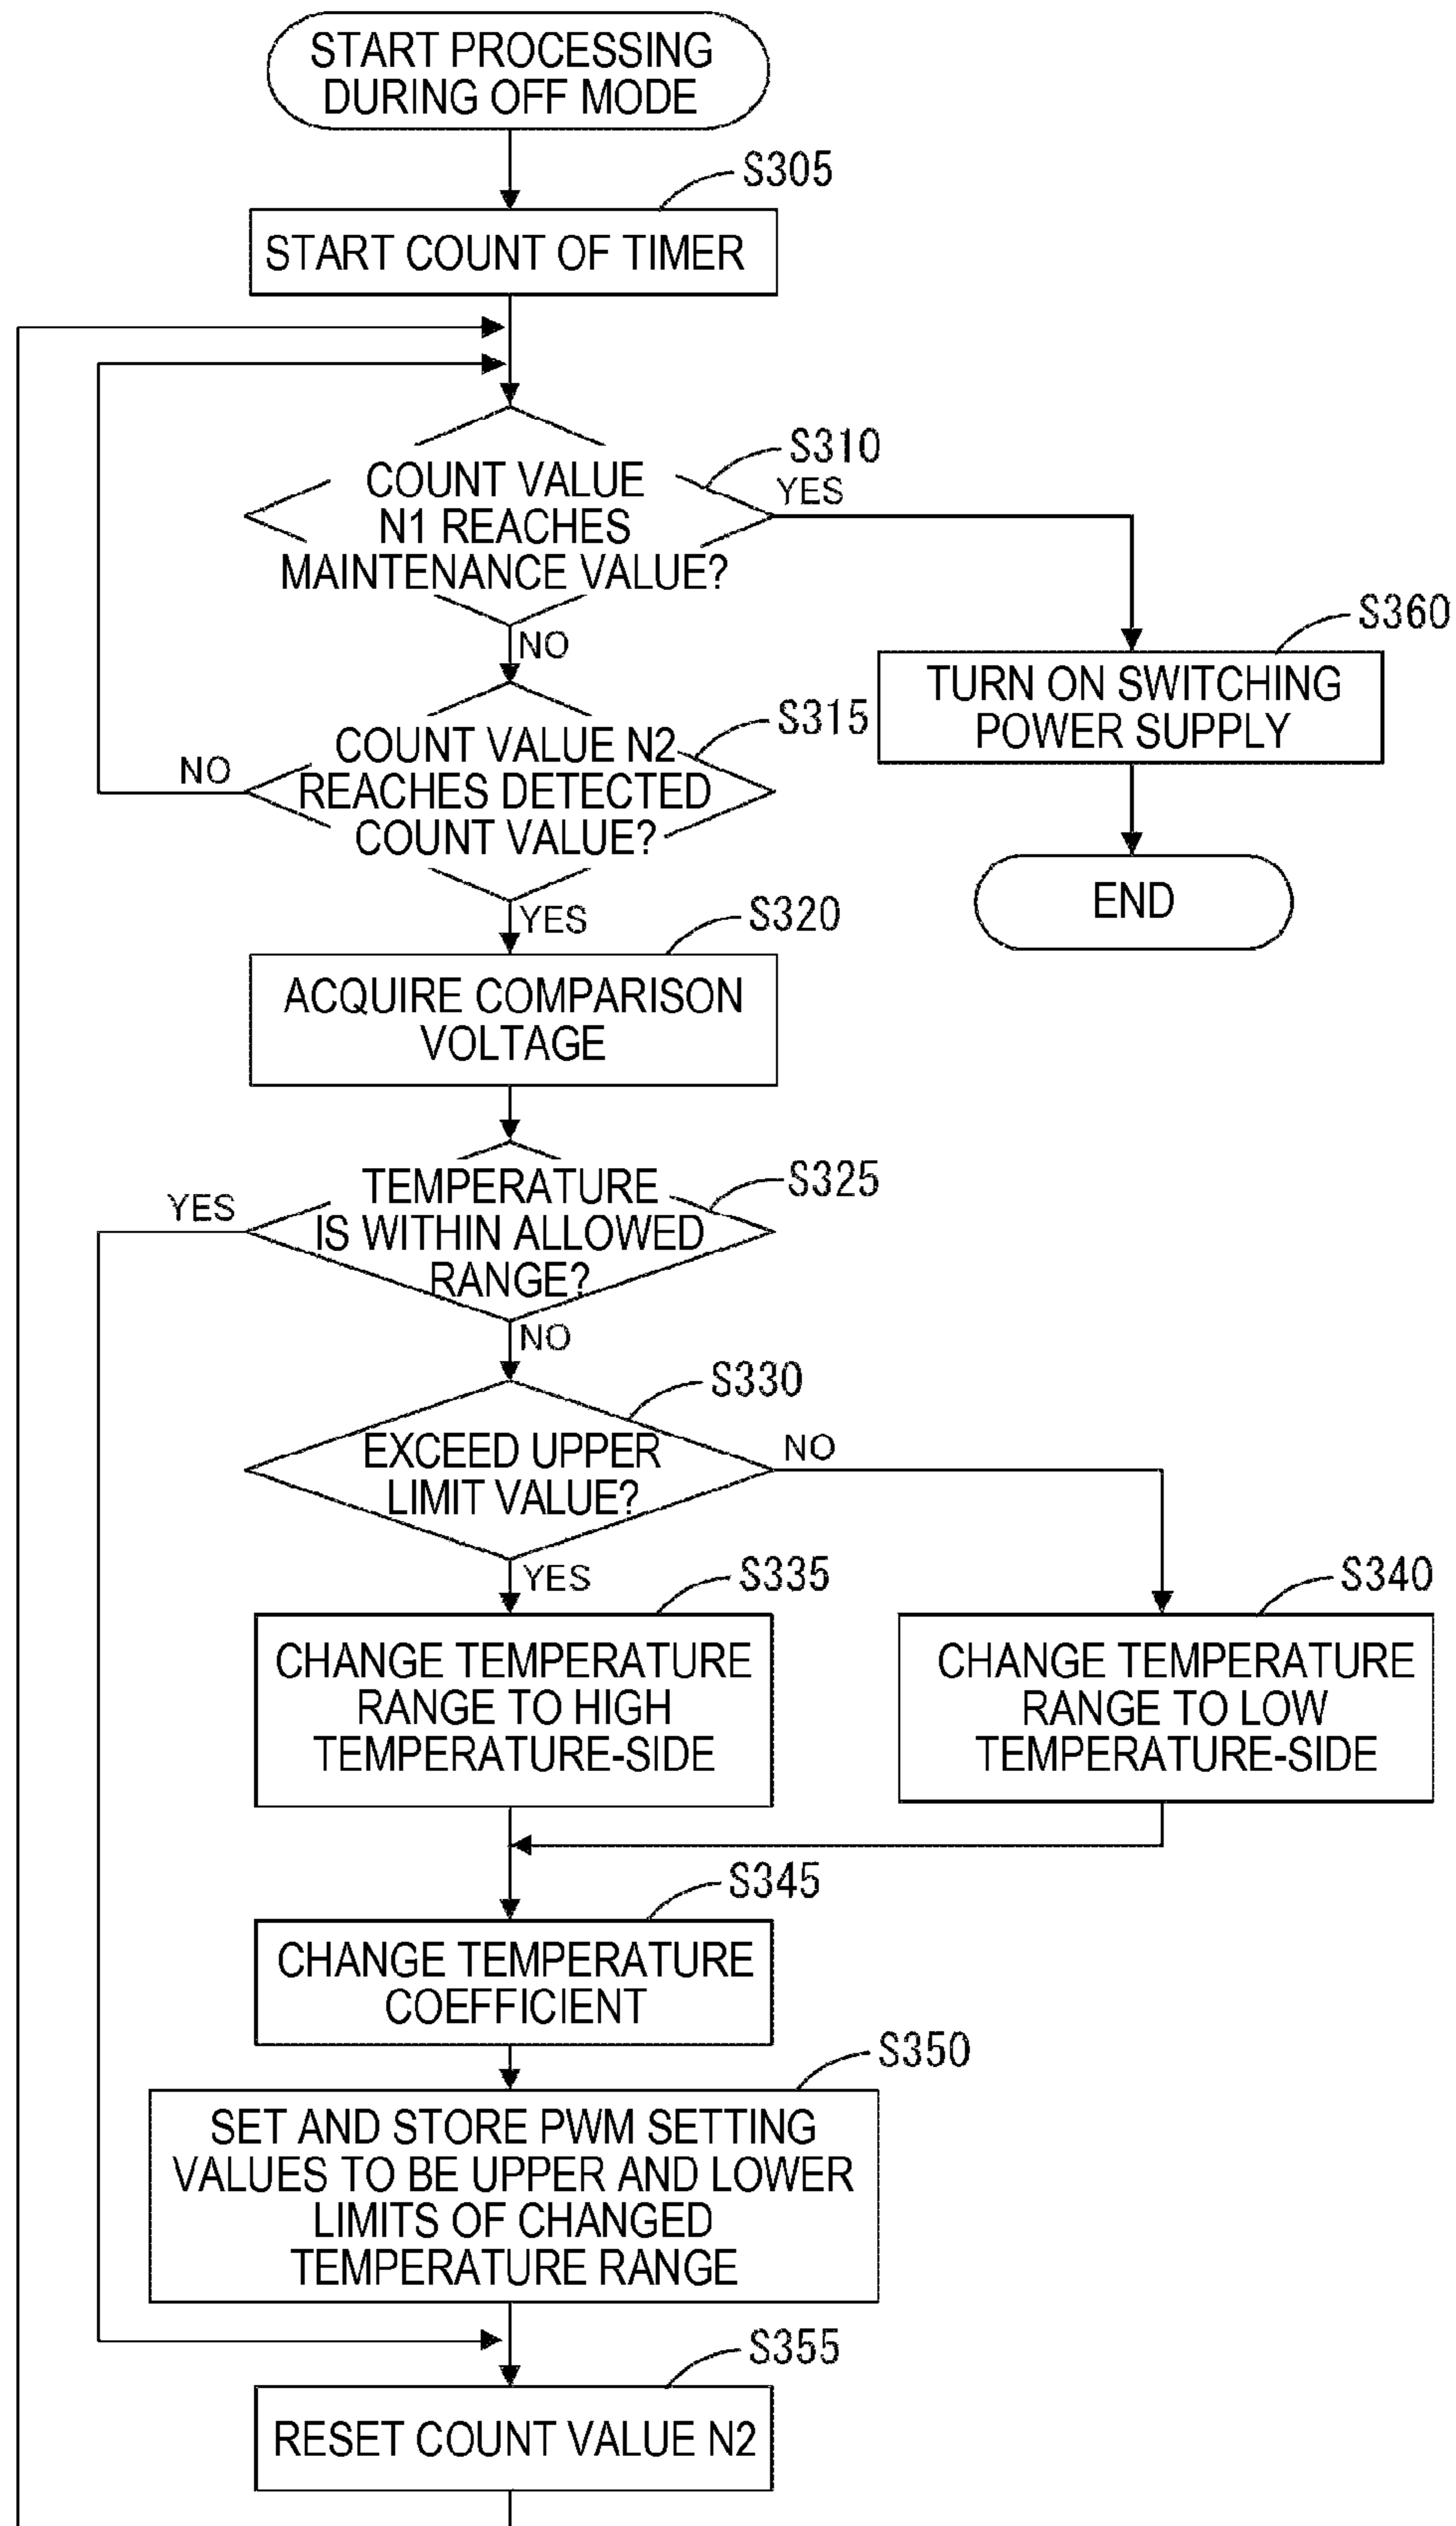 START PROCESSING
DURING OFF MODE
S305
START COUNT OF TIMER
S310
COUNT VALUE
N1 REACHES
MAINTENANCE VALUE?
YES
NO
S360
TURN ON SWITCHING
POWER SUPPLY
S315
COUNT VALUE N2
REACHES DETECTED
COUNT VALUE?
NO
YES
END
S320
ACQUIRE COMPARISON
VOLTAGE
S325
TEMPERATURE
IS WITHIN ALLOWED
RANGE?
YES
NO
S330
EXCEED UPPER
LIMIT VALUE?
NO
YES
S335
CHANGE TEMPERATURE
RANGE TO HIGH
TEMPERATURE-SIDE
S340
CHANGE TEMPERATURE
RANGE TO LOW
TEMPERATURE-SIDE
S345
CHANGE TEMPERATURE
COEFFICIENT
S350
SET AND STORE PWM SETTING
VALUES TO BE UPPER AND LOWER
LIMITS OF CHANGED
TEMPERATURE RANGE
S355
RESET COUNT VALUE N2